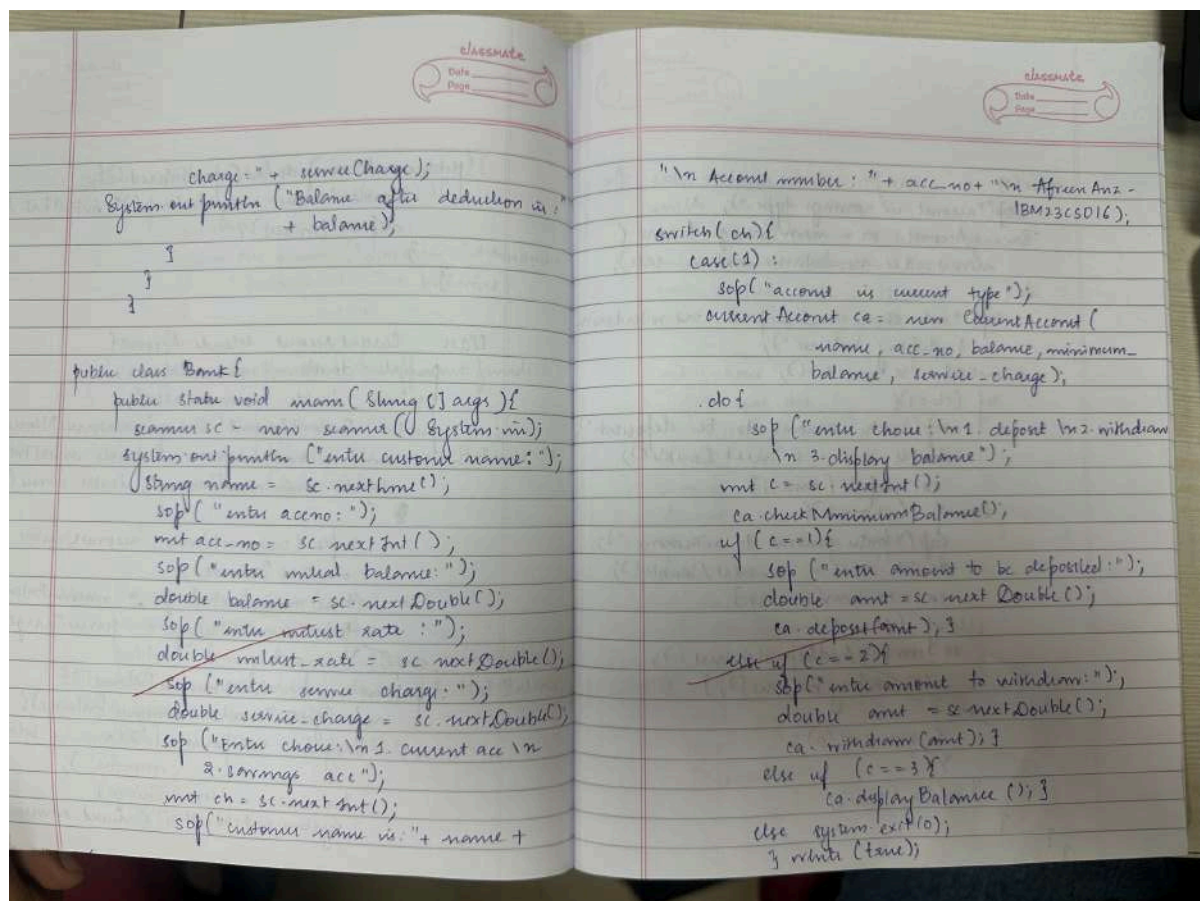 classmate
Date
Page
charge=" + serviceCharge);
System.out.println ("Balance after deduction is:"
+ balance);
}
}
}
public class Bank{
public static void main( String [] args ){
scanner sc = new scanner( System.in);
system.out.println ("enter customer name:");
String name = sc.nextLine();
sop( "enter accno:");
int acc_no = sc.nextInt();
sop( "enter initial balance:");
double balance = sc.nextDouble();
sop( "enter interest rate :");
double interest_rate = sc.nextDouble();
sop ("enter service charge:");
double service_charge = sc.nextDouble();
sop ("Enter choice:\n 1. current acc \n
2. savings acc");
int ch = sc.nextInt();
sop("customer name is:"+ name +
classmate
Date
Page
"\n Account number : "+ acc_no+ "\n Afreen Anz-
1BM23CS016);
switch( ch){
case(1) :
sop( "account is current type");
current Account ca = new CurrentAccount (
name, acc_no, balance, minimum_
balance, service_charge);
do {
sop ("enter choice:\n1. deposit \n2. withdraw
\n 3. display balance");
int c = sc.nextInt();
ca.checkMinimumBalance();
if (c==1){
sop ("enter amount to be deposited:");
double amt = sc.nextDouble();
ca.deposit(amt); }
else if (c==2){
sop("enter amount to withdraw:");
double amt = sc.nextDouble();
ca.withdraw(amt); }
else if (c==3){
ca.displayBalance (); }
else system.exit(0);
} while (true);